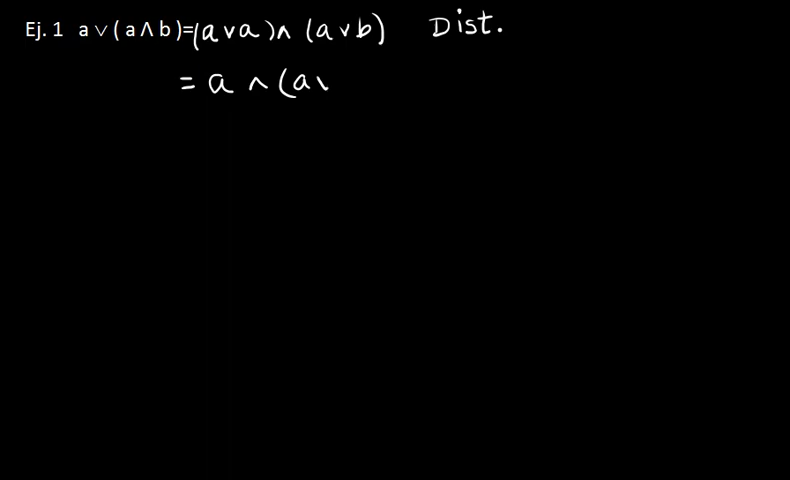 Ej. 1 a ∨ ( a ∧ b )=(a ∨ a) ∧ (a ∨ b) Dist.
= a ∧ (a